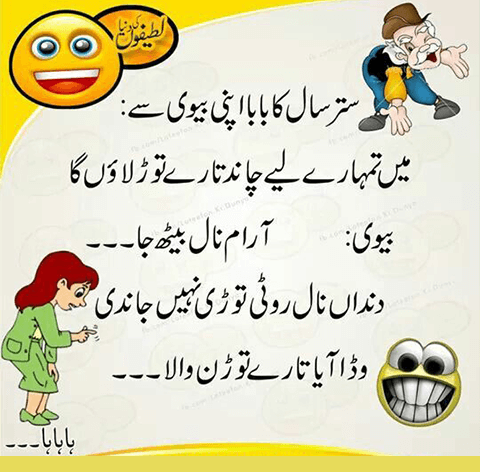 لطیفوں کی دنیا
ستر سال کا بابا اپنی بیوی سے:
میں تمہارے لیے چاند تارے توڑ لاؤں گا
بیوی: آرام نال بیٹھ جا۔۔۔
دنداں نال روٹی توڑی نہیں جاندی
وڈا آیا تارے توڑن والا۔۔۔
ہاہاہا۔۔۔